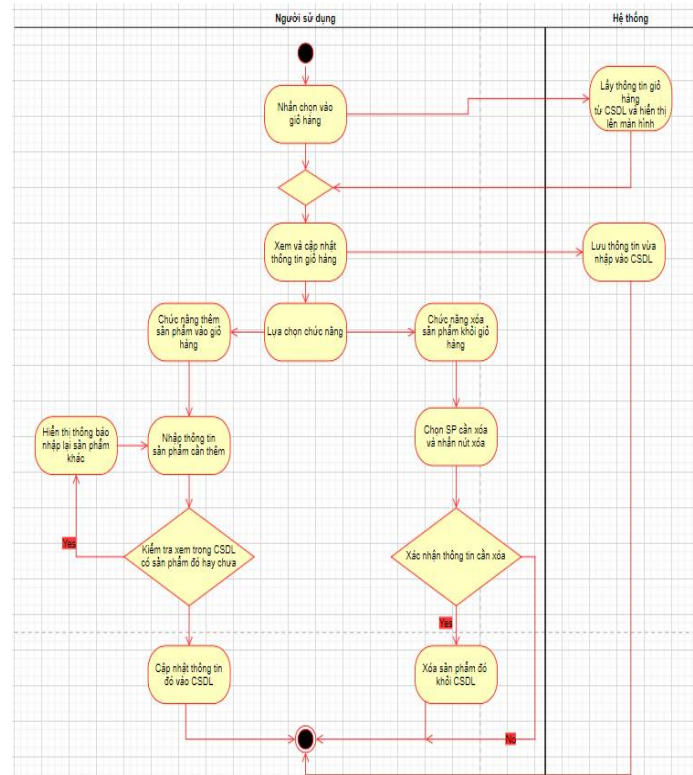 Người sử dụng
Hệ thống
Nhấn chọn vào
giỏ hàng
Lấy thông tin giỏ
hàng
từ CSDL và hiển thị
lên màn hình
Xem và cập nhật
thông tin giỏ hàng
Lưu thông tin vừa
nhập vào CSDL
Chức năng thêm
sản phẩm vào giỏ
hàng
Lựa chọn chức năng
Chức năng xóa
sản phẩm khỏi giỏ
hàng
Hiển thị thông báo
nhập lại sản phẩm
khác
Nhập thông tin
sản phẩm cần thêm
Chọn SP cần xóa
và nhấn nút xóa
Yes
Kiểm tra xem trong CSDL
có sản phẩm đó hay chưa
Xác nhận thông tin cần xóa
Yes
Cập nhật thông tin
đó vào CSDL
Xóa sản phẩm đó
khỏi CSDL
No